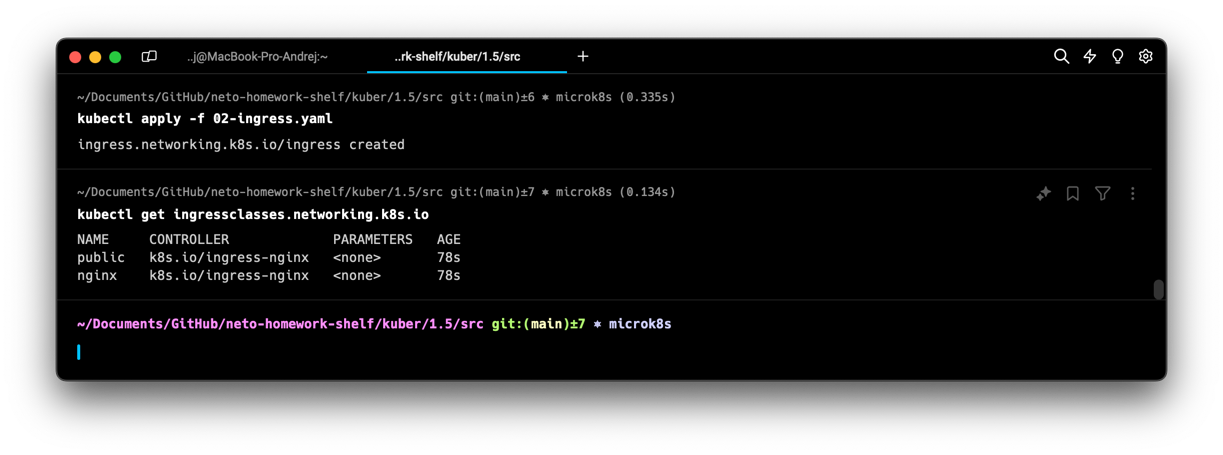 ..j@MacBook-Pro-Andrej:~ ..rk-shelf/kuber/1.5/src +
~/Documents/GitHub/neto-homework-shelf/kuber/1.5/src git:(main)±6 ⎈ microk8s (0.335s)
kubectl apply -f 02-ingress.yaml
ingress.networking.k8s.io/ingress created
~/Documents/GitHub/neto-homework-shelf/kuber/1.5/src git:(main)±7 ⎈ microk8s (0.134s)
kubectl get ingressclasses.networking.k8s.io
NAME     CONTROLLER             PARAMETERS   AGE
public   k8s.io/ingress-nginx   <none>       78s
nginx    k8s.io/ingress-nginx   <none>       78s
~/Documents/GitHub/neto-homework-shelf/kuber/1.5/src git:(main)±7 ⎈ microk8s